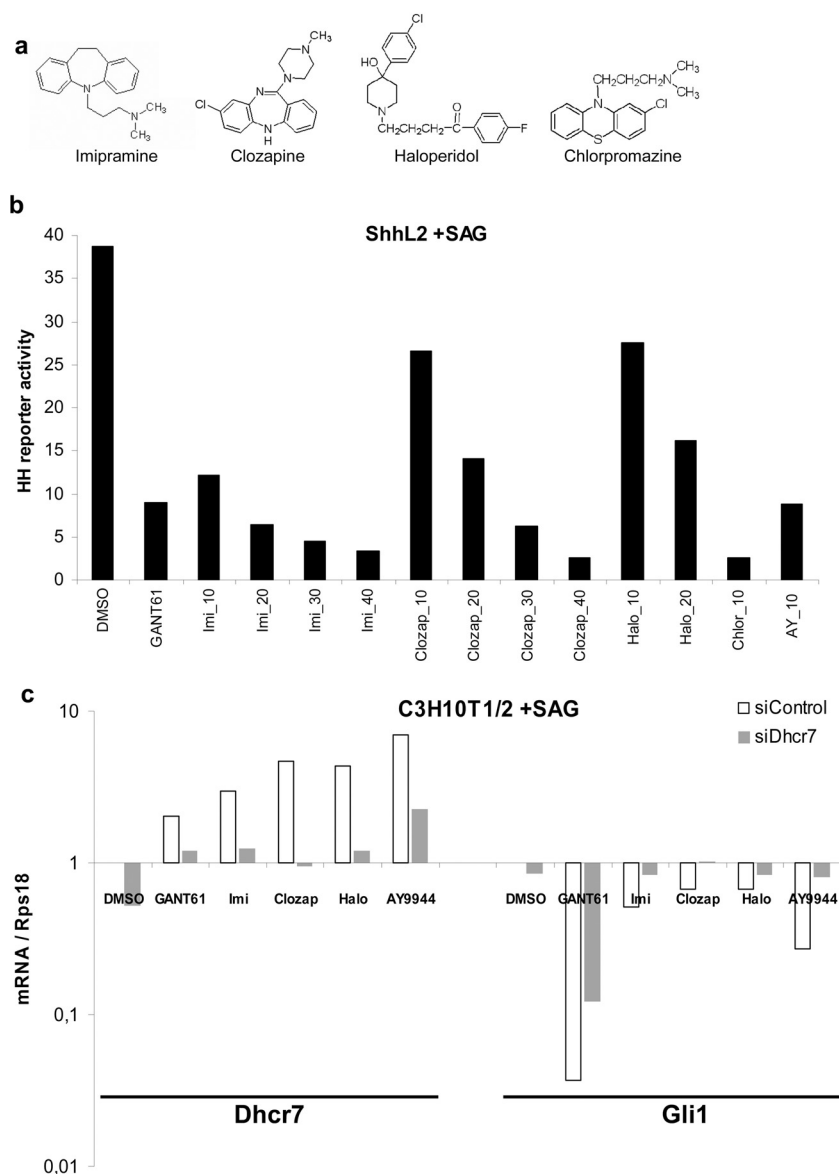 a
CH₃
N
N
CH₃
CH₃
N
N
N
Cl
N
H
Cl
HO
N
O
CH₂CH₂CH₂C
F
CH₂CH₂CH₂N
CH₃
CH₃
N
Cl
S
Imipramine
Clozapine
Haloperidol
Chlorpromazine
b
ShhL2 +SAG
HH reporter activity
40
35
30
25
20
15
10
5
0
DMSO
GANT61
Imi_10
Imi_20
Imi_30
Imi_40
Clozap_10
Clozap_20
Clozap_30
Clozap_40
Halo_10
Halo_20
Chlor_10
AY_10
c
C3H10T1/2 +SAG
siControl
siDhcr7
mRNA / Rps18
10
1
0,1
0,01
DMSO GANT61 Imi Clozap Halo AY9944
DMSO GANT61 Imi Clozap Halo AY9944
Dhcr7
Gli1